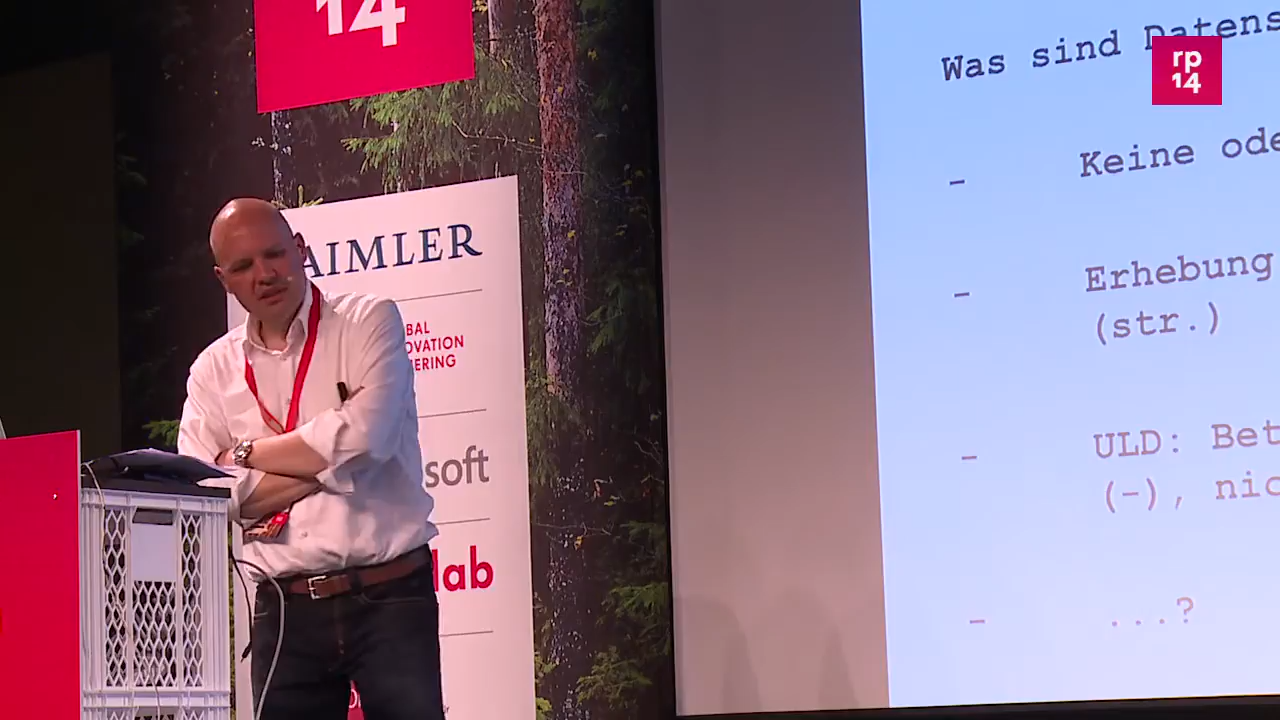 14
rp
14
AIMLER
BAL
OVATION
ERING
soft
lab
Was sind Datens
- Keine ode
- Erhebung
(str.)
- ULD: Bet
(-), nic
- ...?